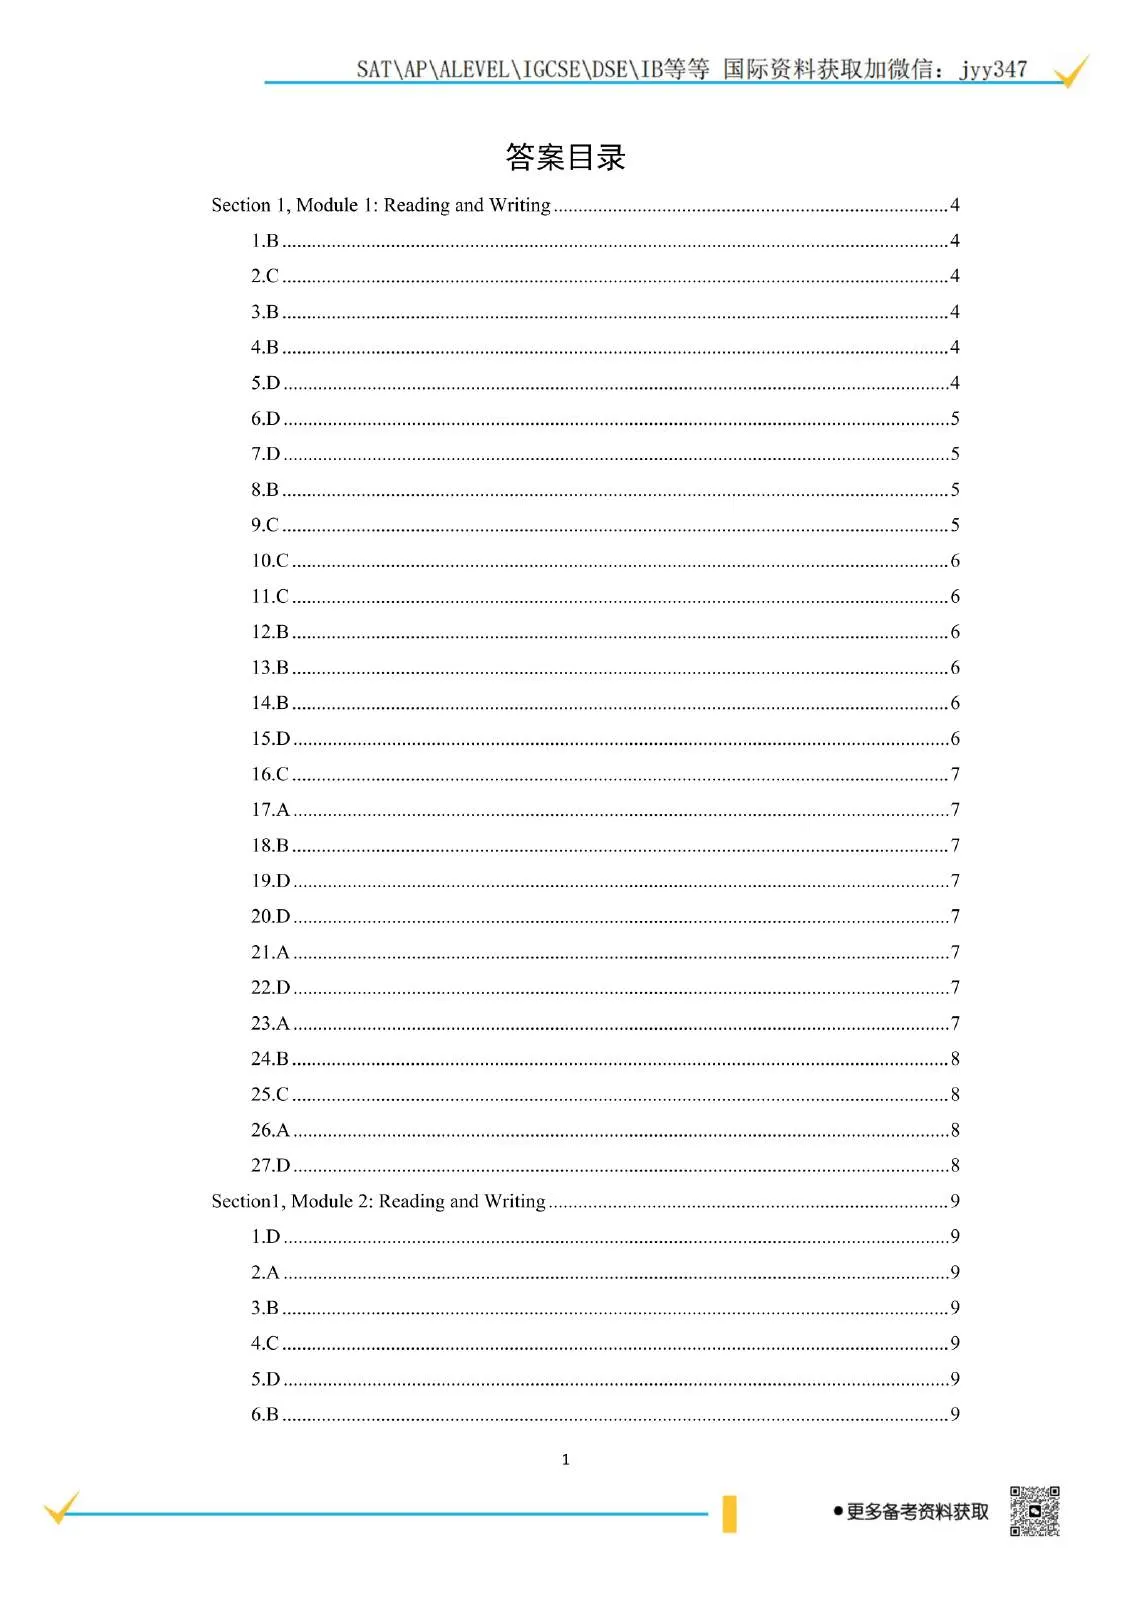 SAT\AP\ALEVEL\IGCSE\DSE\IB等等 国际资料获取加微信：jyy347
答案目录
Section 1, Module 1: Reading and Writing 4
1.B 4
2.C 4
3.B 4
4.B 4
5.D 4
6.D 5
7.D 5
8.B 5
9.C 5
10.C 6
11.C 6
12.B 6
13.B 6
14.B 6
15.D 6
16.C 7
17.A 7
18.B 7
19.D 7
20.D 7
21.A 7
22.D 7
23.A 7
24.B 8
25.C 8
26.A 8
27.D 8
Section1, Module 2: Reading and Writing 9
1.D 9
2.A 9
3.B 9
4.C 9
5.D 9
6.B 9
1
●更多备考资料获取